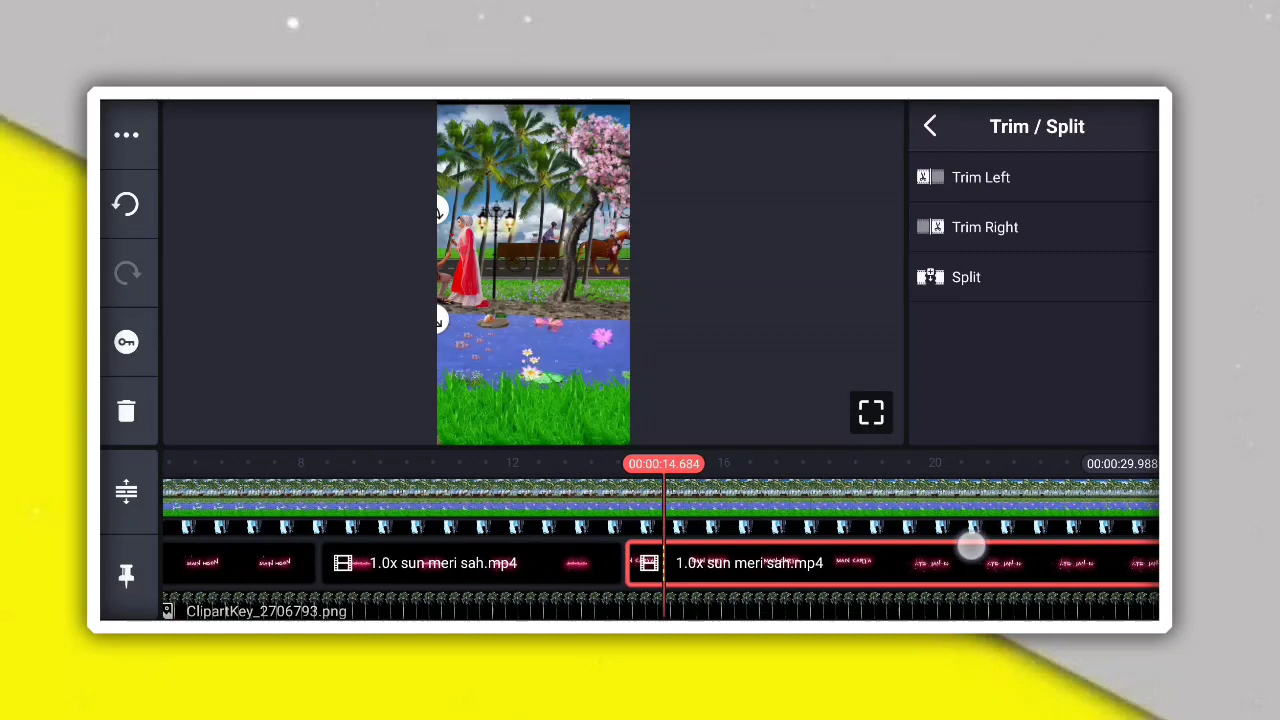 Trim / Split
Trim Left
Trim Right
Split
8
12
00:00:14.684
16
20
00:00:29.988
1.0x sun meri sah.mp4
1.0x sun meri sah.mp4
ClipartKey_2706793.png